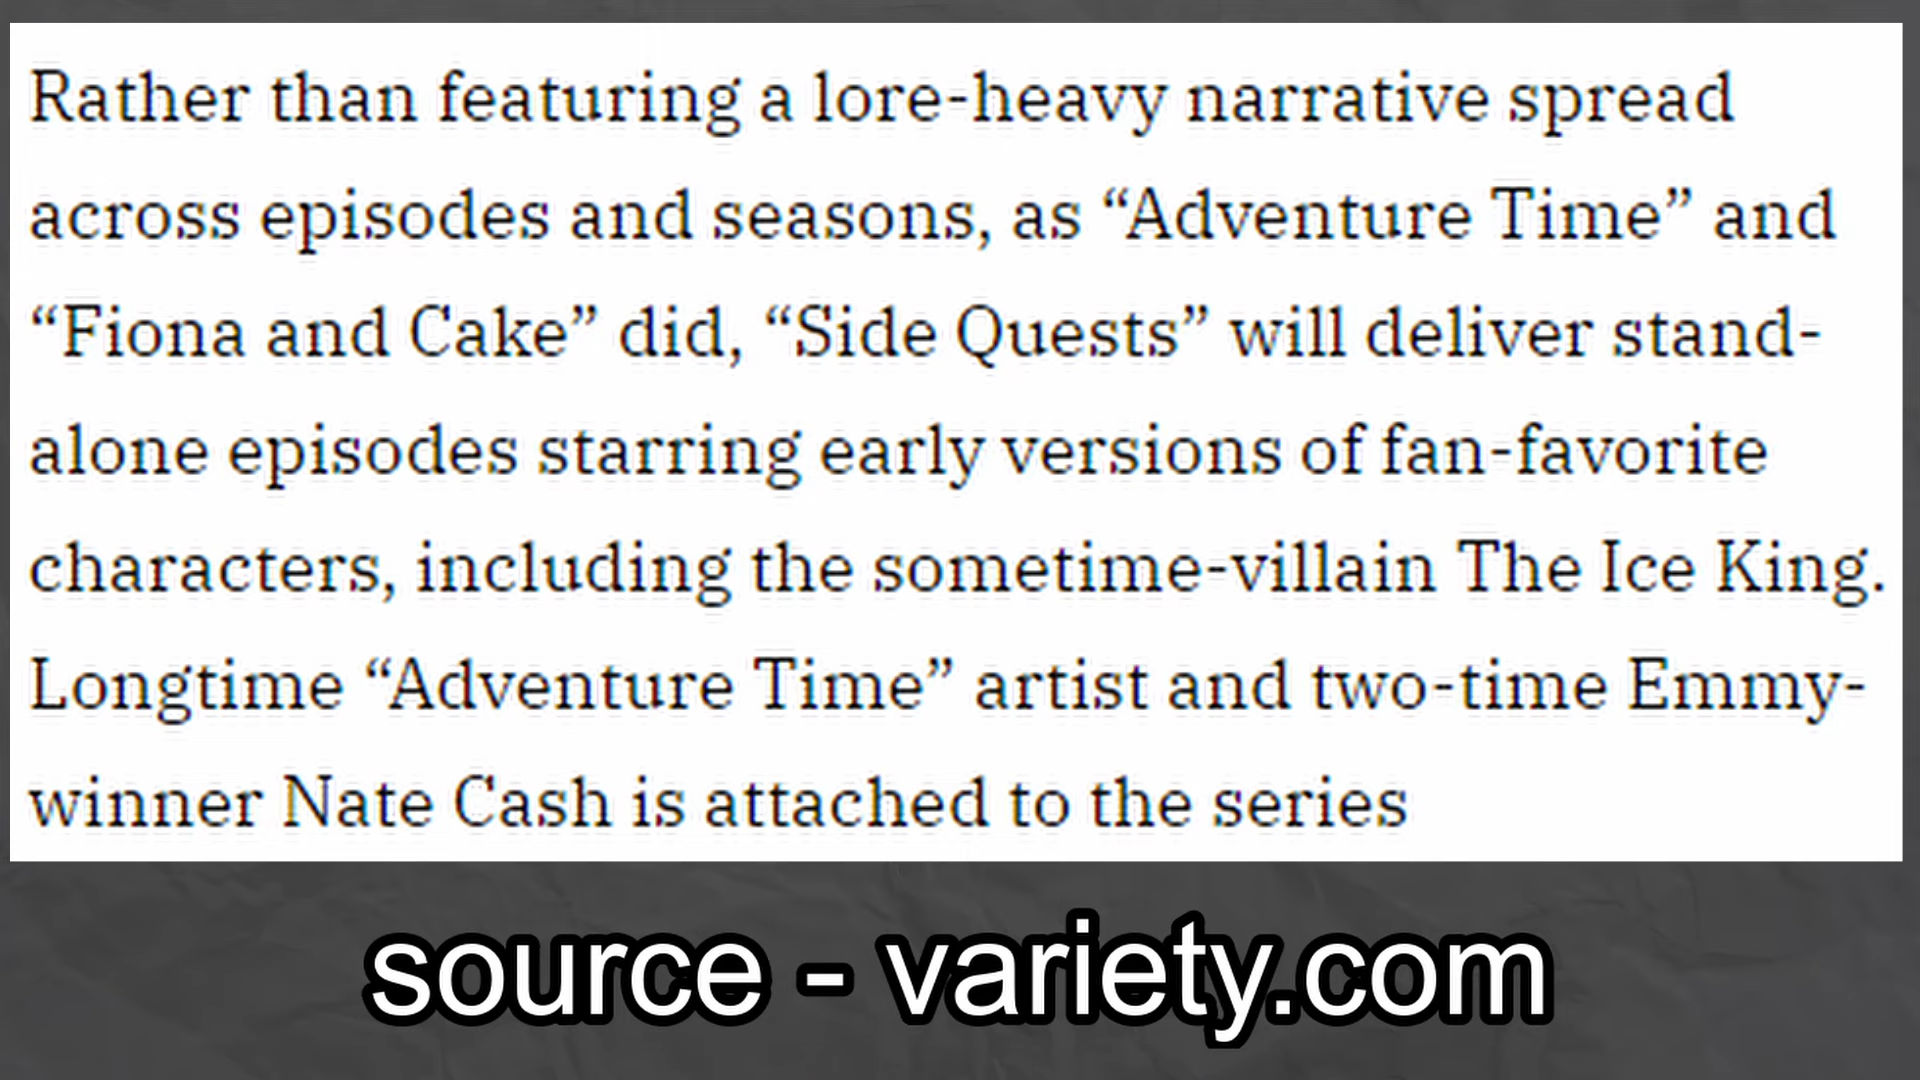 Rather than featuring a lore-heavy narrative spread
across episodes and seasons, as “Adventure Time” and
“Fiona and Cake” did, “Side Quests” will deliver stand-
alone episodes starring early versions of fan-favorite
characters, including the sometime-villain The Ice King.
Longtime “Adventure Time” artist and two-time Emmy-
winner Nate Cash is attached to the series
source - variety.com